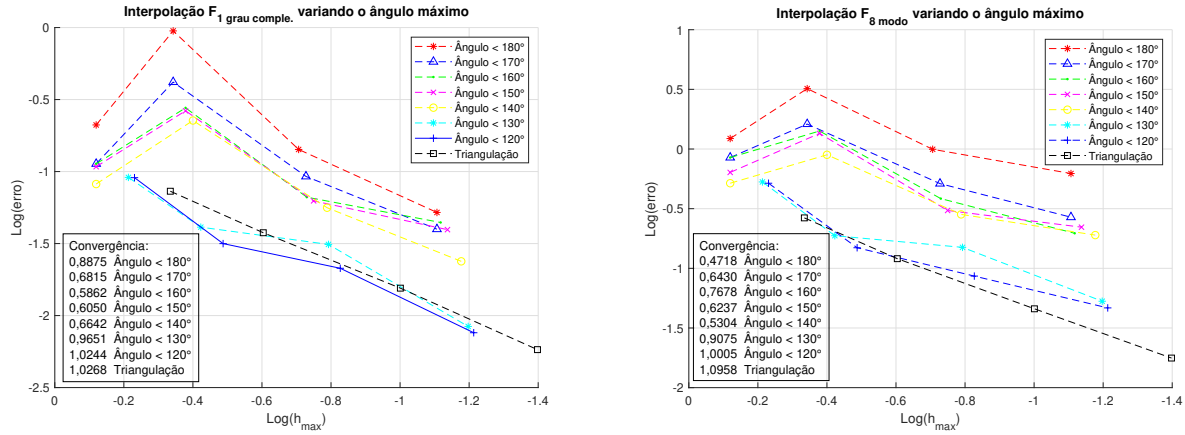 Interpolação F1 grau comple. variando o ângulo máximo
0
-0.5
-1
-1.5
-2
-2.5
Log(erro)
Ângulo < 180°
Ângulo < 170°
Ângulo < 160°
Ângulo < 150°
Ângulo < 140°
Ângulo < 130°
Ângulo < 120°
Triangulação
Convergência:
0,8875 Ângulo < 180°
0,6815 Ângulo < 170°
0,5862 Ângulo < 160°
0,6050 Ângulo < 150°
0,6642 Ângulo < 140°
0,9651 Ângulo < 130°
1,0244 Ângulo < 120°
1,0268 Triangulação
0 -0.2 -0.4 -0.6 -0.8 -1 -1.2 -1.4
Log(hmax)
Interpolação F8 modo variando o ângulo máximo
1
0.5
0
-0.5
-1
-1.5
-2
Log(erro)
Ângulo < 180°
Ângulo < 170°
Ângulo < 160°
Ângulo < 150°
Ângulo < 140°
Ângulo < 130°
Ângulo < 120°
Triangulação
Convergência:
0,4718 Ângulo < 180°
0,6430 Ângulo < 170°
0,7678 Ângulo < 160°
0,6237 Ângulo < 150°
0,5304 Ângulo < 140°
0,9075 Ângulo < 130°
1,0005 Ângulo < 120°
1,0958 Triangulação
0 -0.2 -0.4 -0.6 -0.8 -1 -1.2 -1.4
Log(hmax)